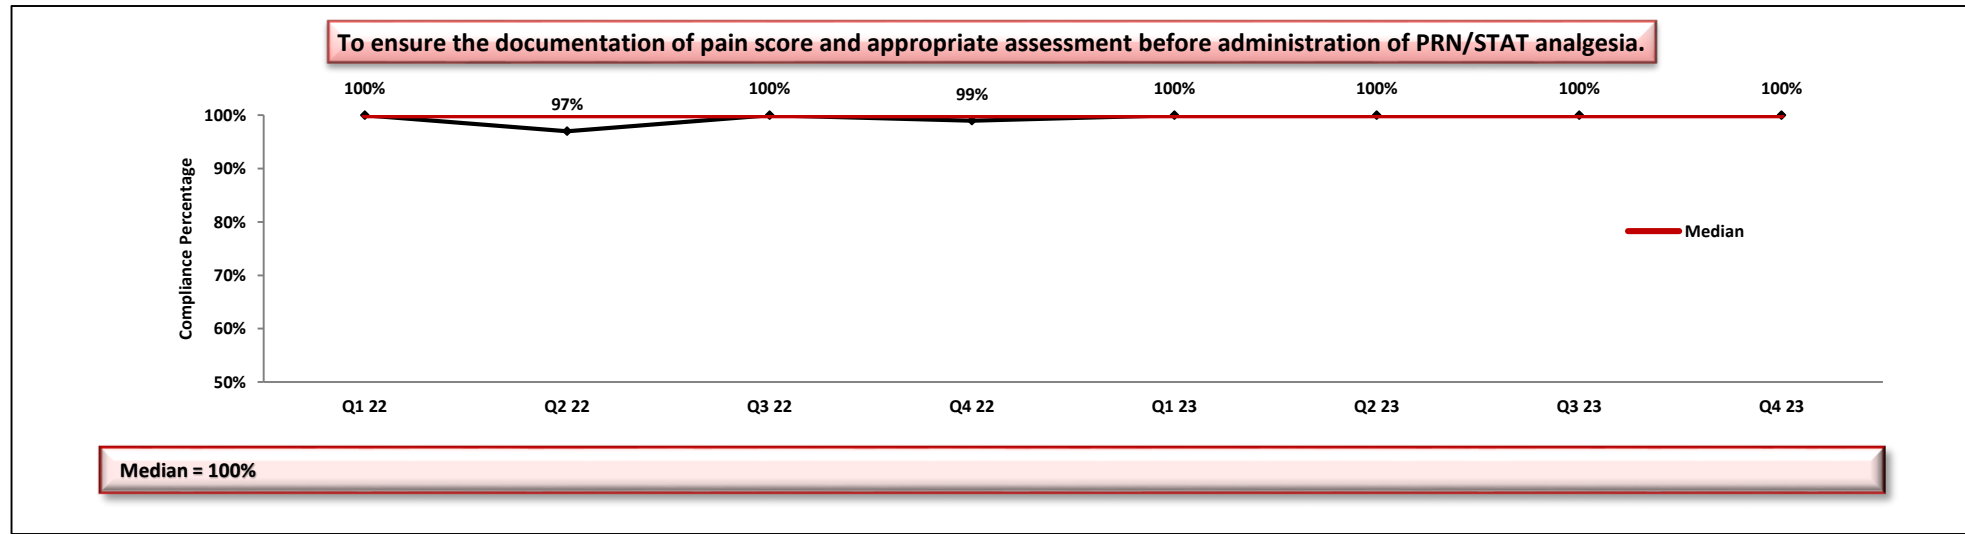 To ensure the documentation of pain score and appropriate assessment before administration of PRN/STAT analgesia.
100% 97% 100% 99% 100% 100% 100% 100%
Compliance Percentage
100%
90%
80%
70%
60%
50%
Median
Q1 22 Q2 22 Q3 22 Q4 22 Q1 23 Q2 23 Q3 23 Q4 23
Median = 100%